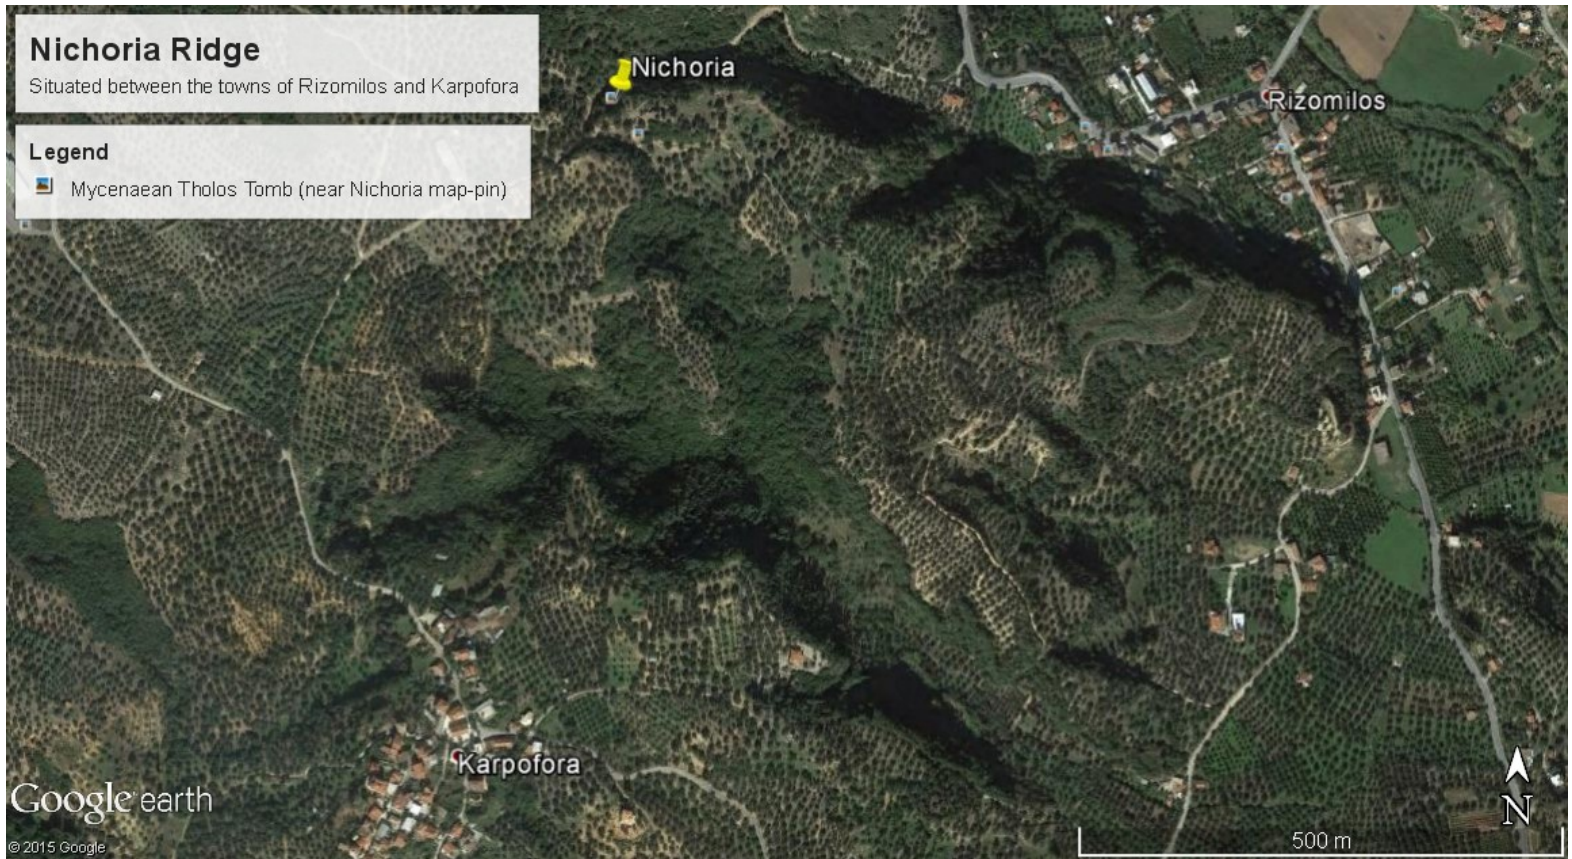 Nichoria Ridge
Situated between the towns of Rizomilos and Karpofora
Legend
Mycenaean Tholos Tomb (near Nichoria map-pin)
Nichoria
Rizomilos
Karpofora
Google earth
© 2015 Google
N
500 m